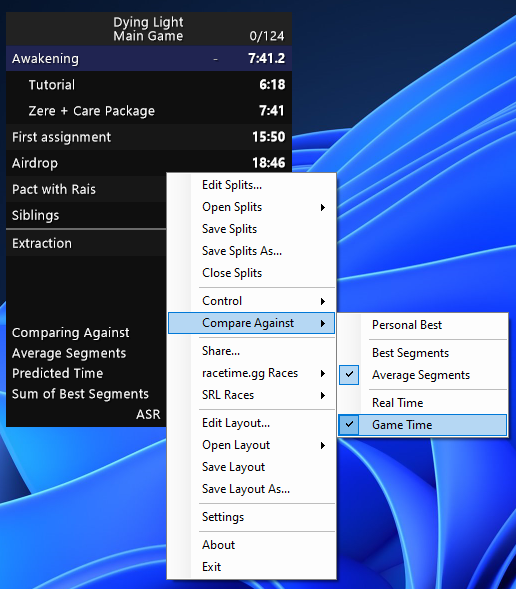 Dying Light
Main Game 0/124
Awakening - 7:41.2
Tutorial 6:18
Zere + Care Package 7:41
First assignment 15:50
Airdrop 18:46
Pact with Rais
Siblings
Extraction
Comparing Against
Average Segments
Predicted Time
Sum of Best Segments
ASR
Edit Splits...
Open Splits
Save Splits
Save Splits As...
Close Splits
Control
Compare Against
Share...
racetime.gg Races
SRL Races
Edit Layout...
Open Layout
Save Layout
Save Layout As...
Settings
About
Exit
Personal Best
Best Segments
Average Segments
Real Time
Game Time